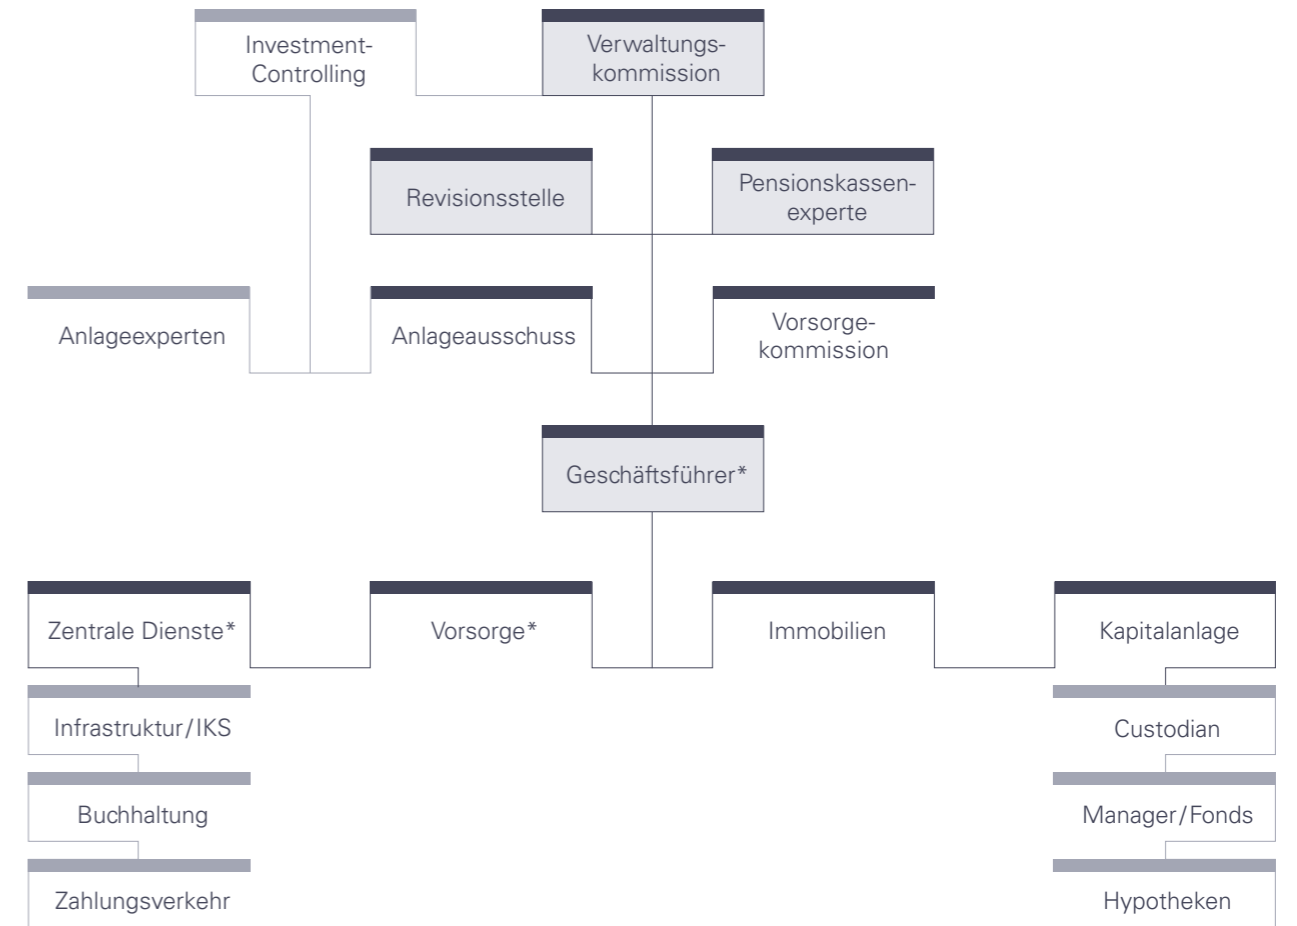 Investment-
Controlling
Verwaltungs-
kommission
Revisionsstelle
Pensionskassen-
experte
Anlageexperten
Anlageausschuss
Vorsorge-
kommission
Geschäftsführer*
Zentrale Dienste*
Vorsorge*
Immobilien
Kapitalanlage
Infrastruktur/IKS
Custodian
Buchhaltung
Manager/Fonds
Zahlungsverkehr
Hypotheken